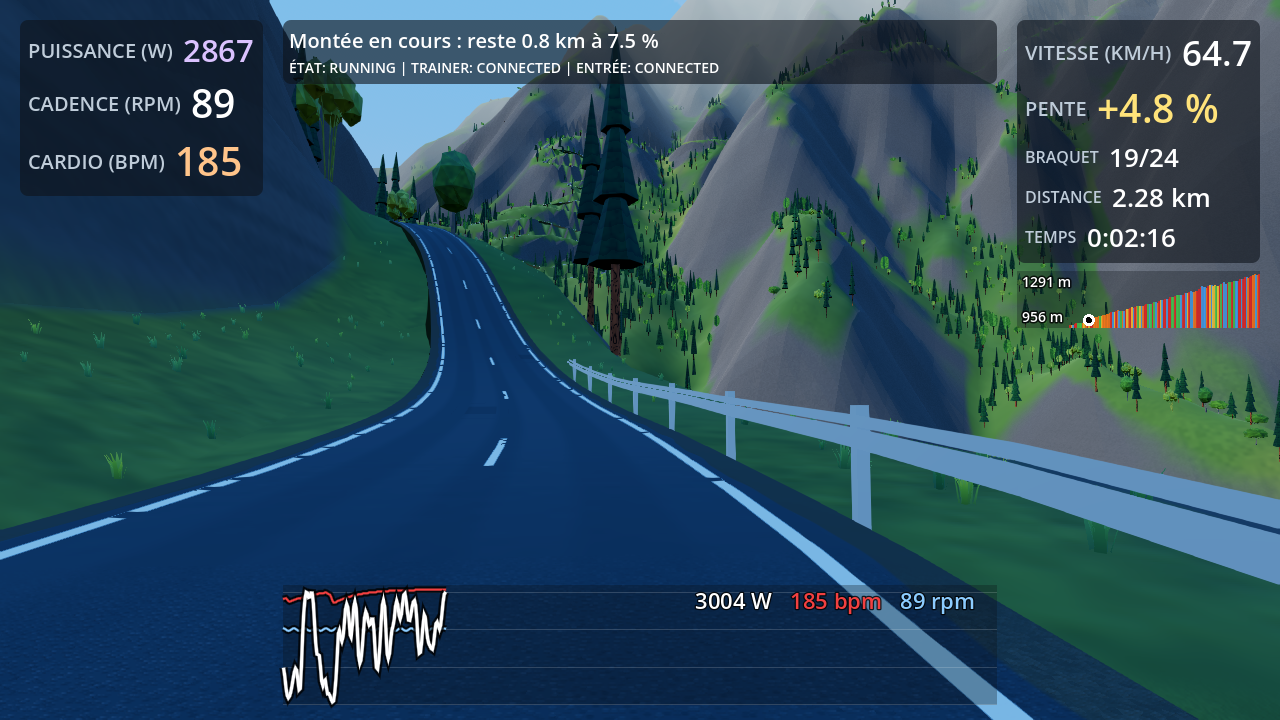 PUISSANCE (W) 2867
CADENCE (RPM) 89
CARDIO (BPM) 185
Montée en cours : reste 0.8 km à 7.5 %
ÉTAT: RUNNING | TRAINER: CONNECTED | ENTRÉE: CONNECTED
VITESSE (KM/H) 64.7
PENTE +4.8 %
BRAQUET 19/24
DISTANCE 2.28 km
TEMPS 0:02:16
1291 m
956 m
3004 W 185 bpm 89 rpm